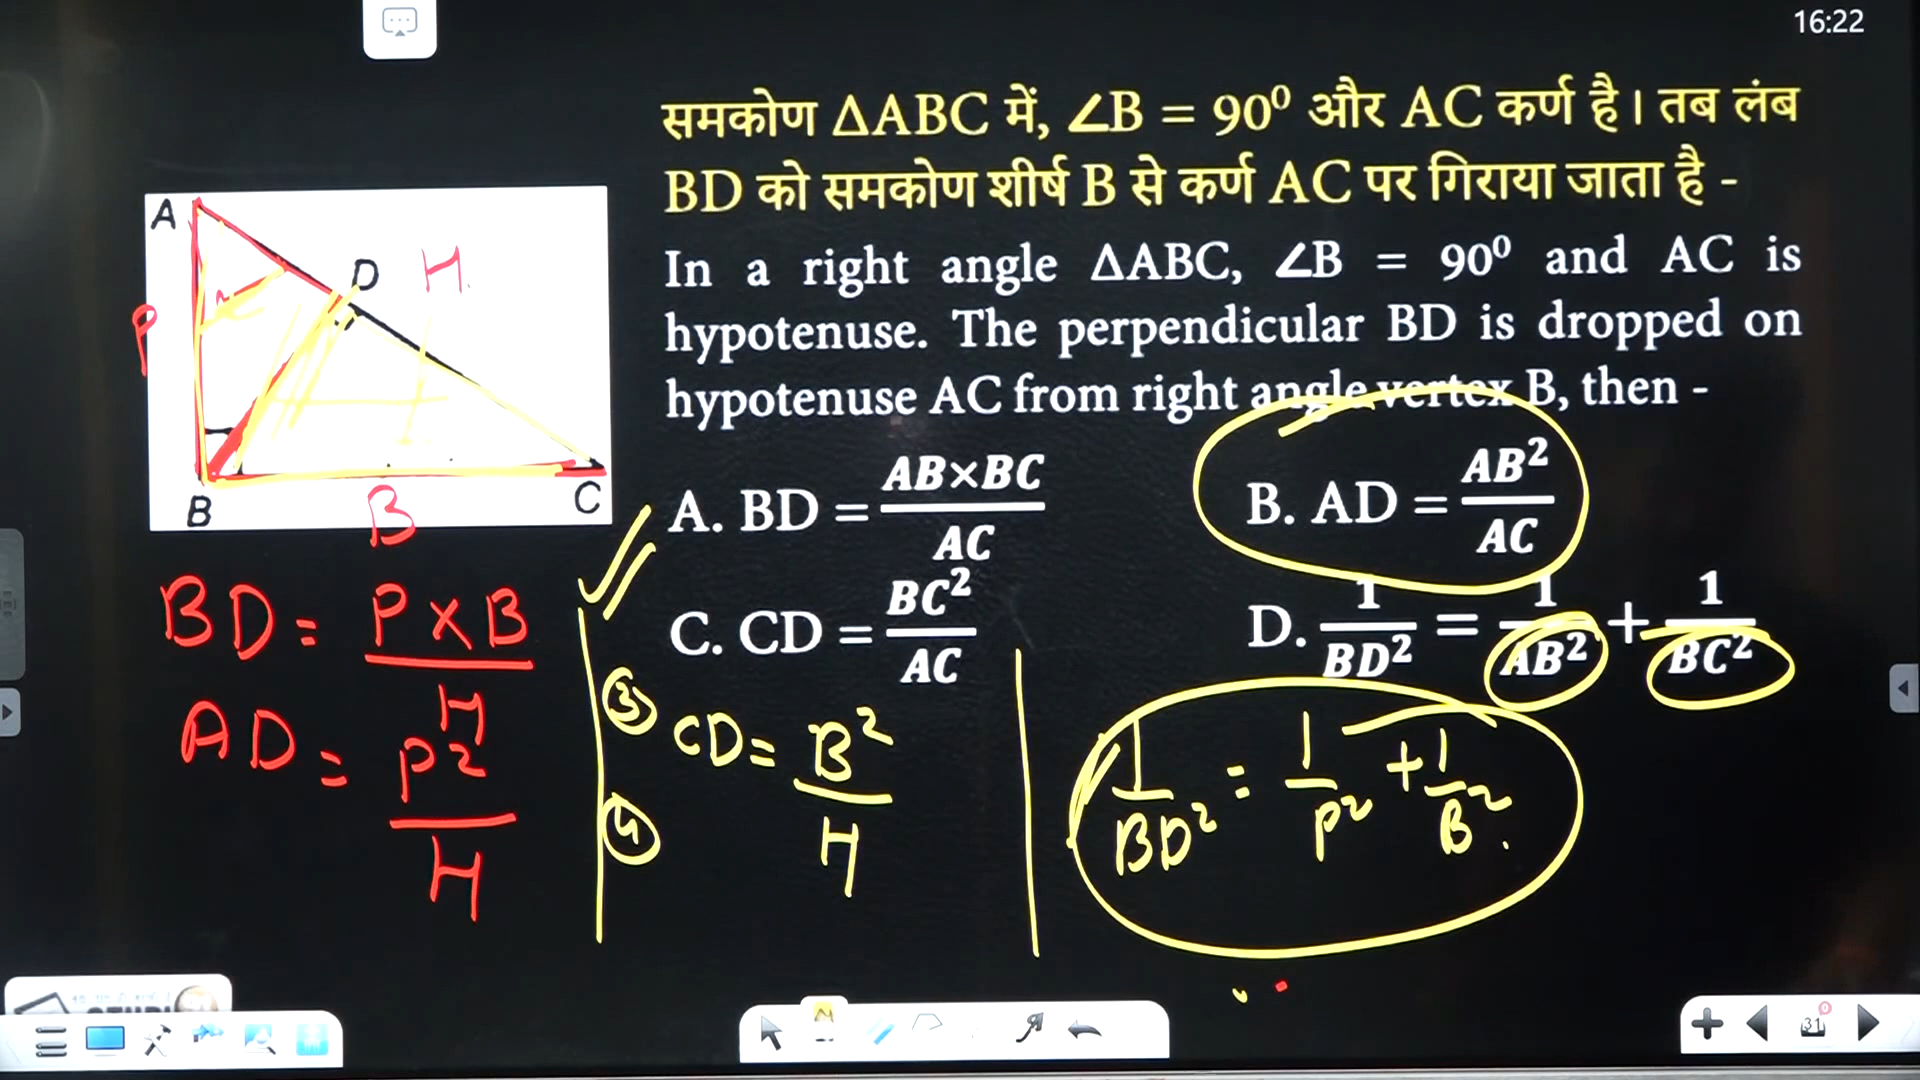 16:22
समकोण ΔABC में, ∠B = 90⁰ और AC कर्ण है। तब लंब
BD को समकोण शीर्ष B से कर्ण AC पर गिराया जाता है -
In a right angle ΔABC, ∠B = 90⁰ and AC is
hypotenuse. The perpendicular BD is dropped on
hypotenuse AC from right angle vertex B, then -
A. BD = AB×BC / AC
B. AD = AB² / AC
C. CD = BC² / AC
D. 1/BD² = 1/AB² + 1/BC²
A
D
H
P
B
B
C
BD = P×B / H
AD = P² / H
③ CD = B² / H
④
1/BD² = 1/P² + 1/B²
31